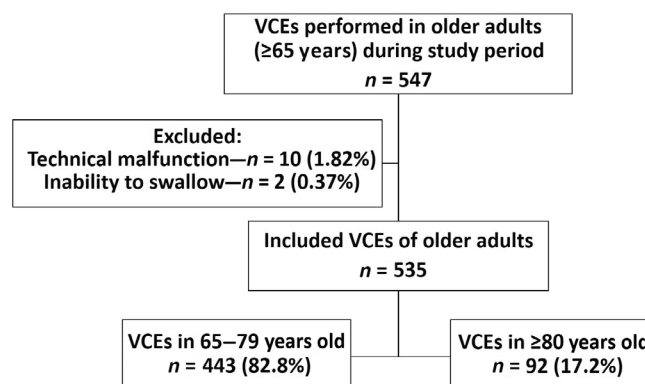 VCEs performed in older adults
(≥65 years) during study period
n = 547
Excluded:
Technical malfunction—n = 10 (1.82%)
Inability to swallow—n = 2 (0.37%)
Included VCEs of older adults
n = 535
VCEs in 65–79 years old
n = 443 (82.8%)
VCEs in ≥80 years old
n = 92 (17.2%)